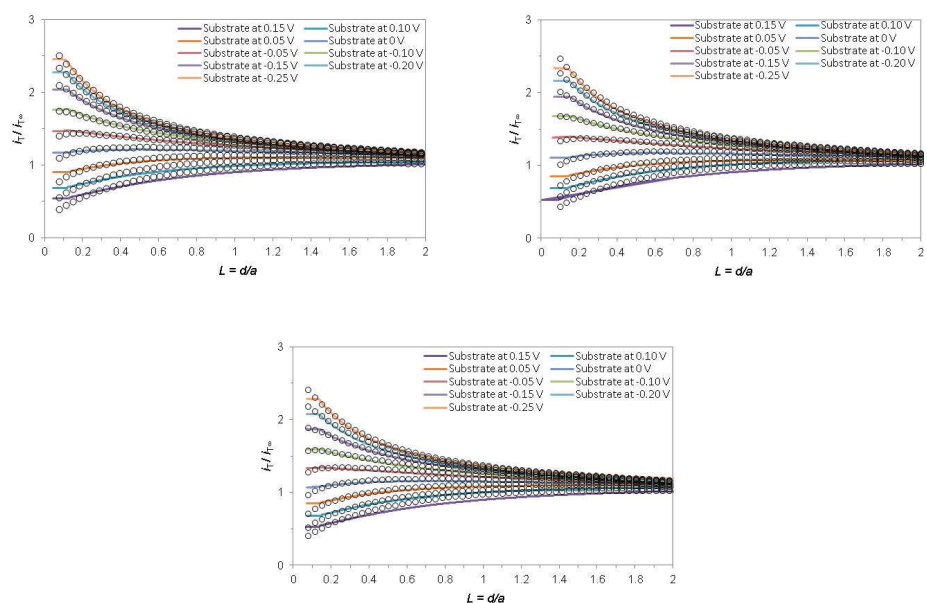 3
Substrate at 0.15 V
Substrate at 0.10 V
Substrate at 0.05 V
Substrate at 0 V
Substrate at -0.05 V
Substrate at -0.10 V
Substrate at -0.15 V
Substrate at -0.20 V
Substrate at -0.25 V
2
iT / iT∞
1
0
0 0.2 0.4 0.6 0.8 1 1.2 1.4 1.6 1.8 2
L = d/a
3
Substrate at 0.15 V
Substrate at 0.10 V
Substrate at 0.05 V
Substrate at 0 V
Substrate at -0.05 V
Substrate at -0.10 V
Substrate at -0.15 V
Substrate at -0.20 V
Substrate at -0.25 V
2
iT / iT∞
1
0
0 0.2 0.4 0.6 0.8 1 1.2 1.4 1.6 1.8 2
L = d/a
3
Substrate at 0.15 V
Substrate at 0.10 V
Substrate at 0.05 V
Substrate at 0 V
Substrate at -0.05 V
Substrate at -0.10 V
Substrate at -0.15 V
Substrate at -0.20 V
Substrate at -0.25 V
2
iT / iT∞
1
0
0 0.2 0.4 0.6 0.8 1 1.2 1.4 1.6 1.8 2
L = d/a